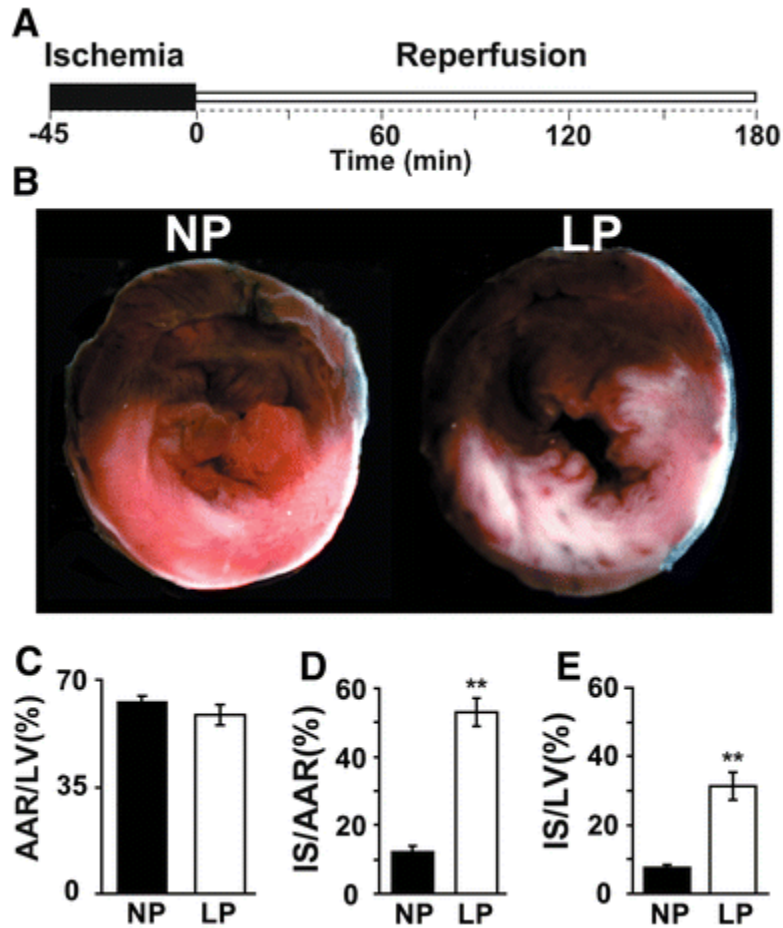 A
Ischemia Reperfusion
-45 0 60 120 180
Time (min)
B
NP LP
C
AAR/LV(%)
70
35
0
NP LP
D
IS/AAR(%)
60
**
40
20
0
NP LP
E
IS/LV(%)
60
40
**
20
0
NP LP